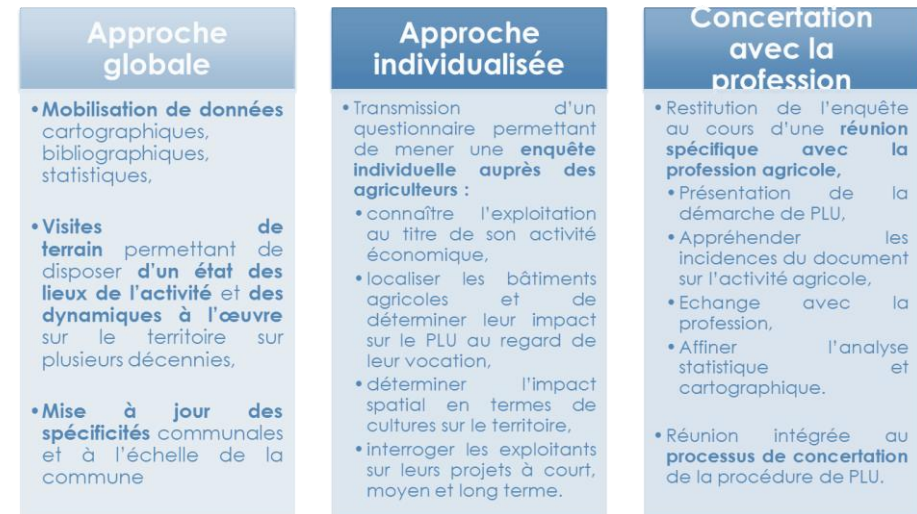 Approche
globale
•Mobilisation de données
cartographiques,
bibliographiques,
statistiques,
•Visites de
terrain permettant de
disposer d'un état des
lieux de l'activité et des
dynamiques à l'œuvre
sur le territoire sur
plusieurs décennies,
•Mise à jour des
spécificités communales
et à l'échelle de la
commune
Approche
individualisée
•Transmission d'un
questionnaire permettant
de mener une enquête
individuelle auprès des
agriculteurs :
•connaître l'exploitation
au titre de son activité
économique,
•localiser les bâtiments
agricoles et de
déterminer leur impact
sur le PLU au regard de
leur vocation,
•déterminer l'impact
spatial en termes de
cultures sur le territoire,
•interroger les exploitants
sur leurs projets à court,
moyen et long terme.
Concertation
avec la
profession
•Restitution de l'enquête
au cours d'une réunion
spécifique avec la
profession agricole,
•Présentation de la
démarche de PLU,
•Appréhender les
incidences du document
sur l'activité agricole,
•Echange avec la
profession,
•Affiner l'analyse
statistique et
cartographique.
•Réunion intégrée au
processus de concertation
de la procédure de PLU.